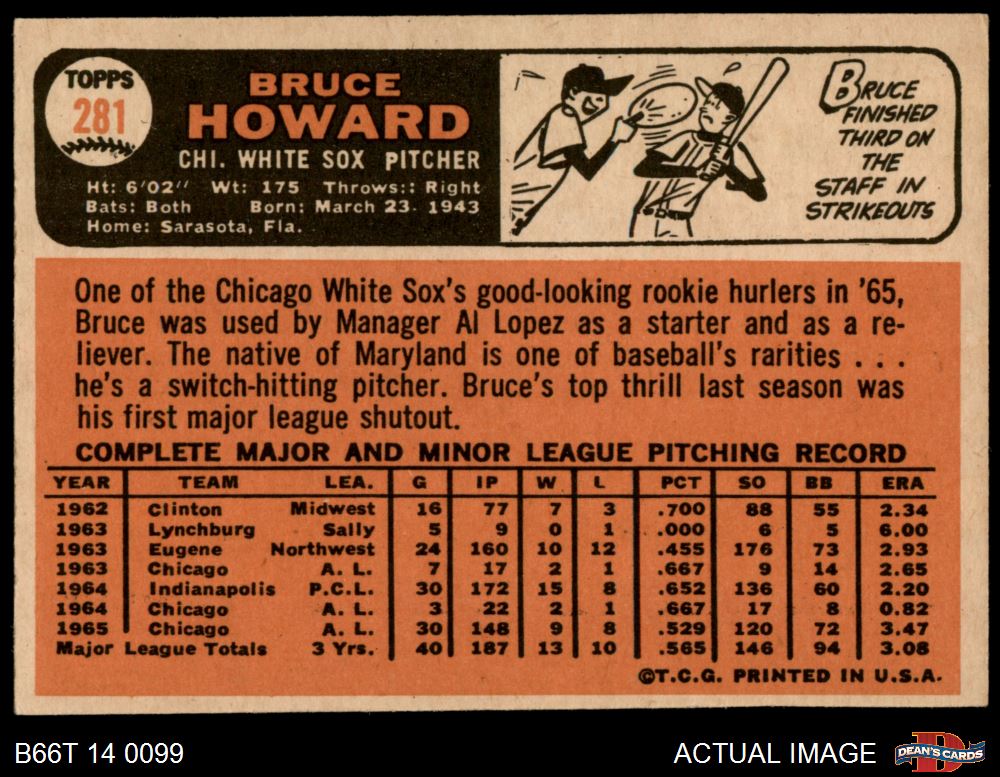 TOPPS
281
BRUCE
HOWARD
CHI. WHITE SOX PITCHER
Ht: 6'02" Wt: 175 Throws:: Right
Bats: Both Born: March 23. 1943
Home: Sarasota, Fla.
BRUCE
FINISHED
THIRD ON
THE
STAFF IN
STRIKEOUTS
One of the Chicago White Sox's good-looking rookie hurlers in '65,
Bruce was used by Manager Al Lopez as a starter and as a re-
liever. The native of Maryland is one of baseball's rarities . . .
he's a switch-hitting pitcher. Bruce's top thrill last season was
his first major league shutout.
COMPLETE MAJOR AND MINOR LEAGUE PITCHING RECORD
YEAR TEAM LEA. G IP W L PCT SO BB ERA
1962 Clinton Midwest 16 77 7 3 .700 88 55 2.34
1963 Lynchburg Sally 5 9 0 1 .000 6 5 6.00
1963 Eugene Northwest 24 160 10 12 .455 176 73 2.93
1963 Chicago A. L. 7 17 2 1 .667 9 14 2.65
1964 Indianapolis P.C.L. 30 172 15 8 .652 136 60 2.20
1964 Chicago A. L. 3 22 2 1 .667 17 8 0.82
1965 Chicago A. L. 30 148 9 8 .529 120 72 3.47
Major League Totals 3 Yrs. 40 187 13 10 .565 146 94 3.08
©T.C.G. PRINTED IN U.S.A.
B66T 14 0099
ACTUAL IMAGE
D
DEAN'S CARDS